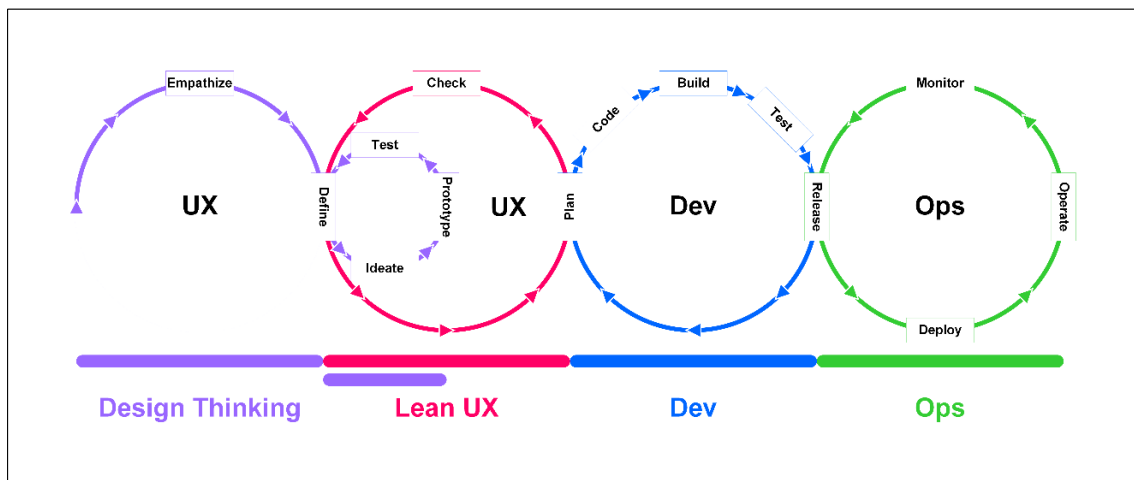 Empathize
Check
Build
Monitor
Code
Test
Test
Define
Prototype
Plan
Release
Operate
UX
UX
Dev
Ops
Ideate
Deploy
Design Thinking
Lean UX
Dev
Ops